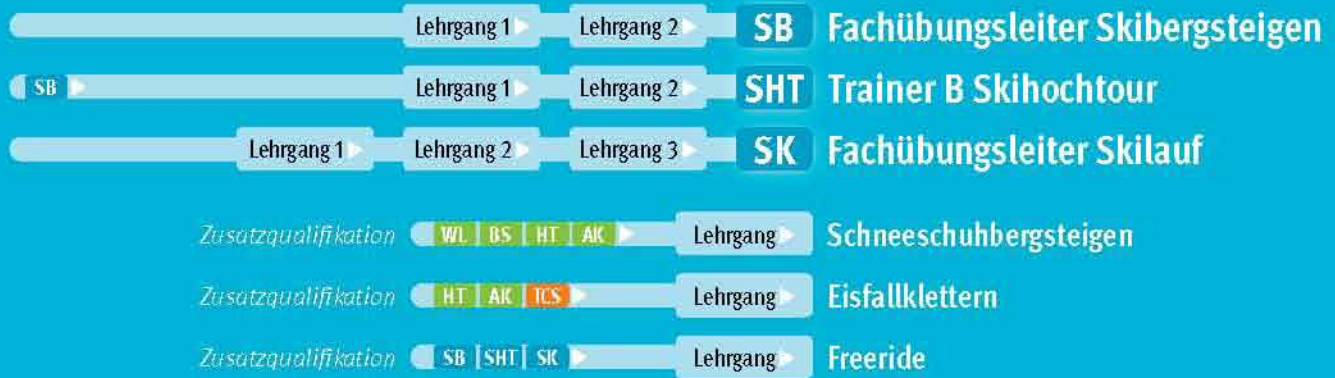 Lehrgang 1 Lehrgang 2 SB Fachübungsleiter Skibergsteigen
SB Lehrgang 1 Lehrgang 2 SHT Trainer B Skihochtour
Lehrgang 1 Lehrgang 2 Lehrgang 3 SK Fachübungsleiter Skilauf
Zusatzqualifikation WL BS HT AK Lehrgang Schneeschuhbergsteigen
Zusatzqualifikation HT AK TCS Lehrgang Eisfallklettern
Zusatzqualifikation SB SHT SK Lehrgang Freeride